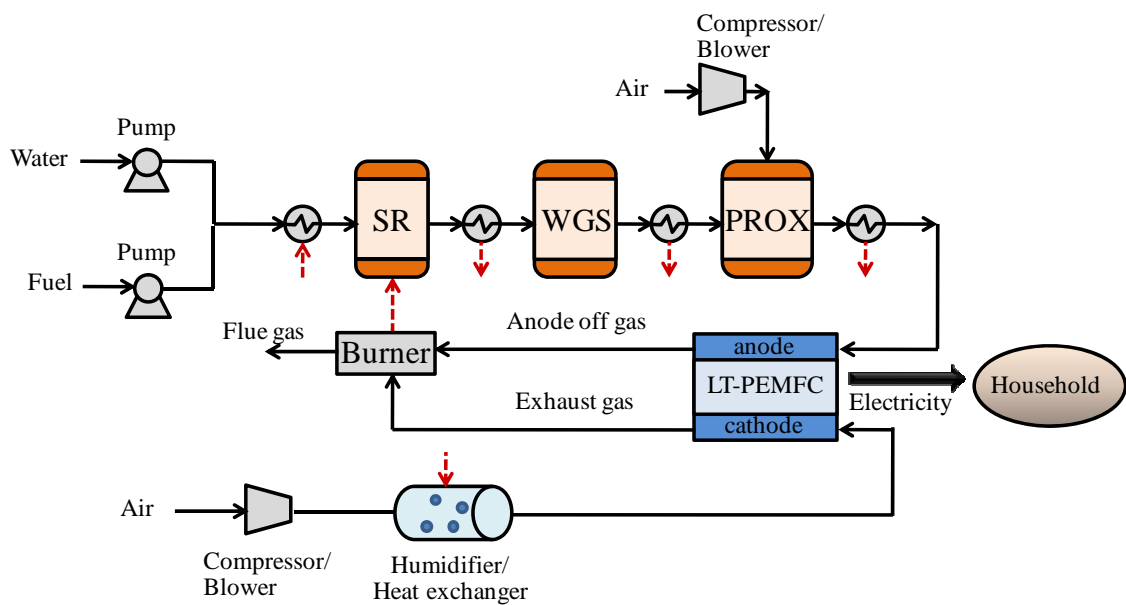 Compressor/
Blower
Air
Pump
Water
SR
WGS
PROX
Pump
Fuel
Flue gas
Burner
Anode off gas
anode
LT-PEMFC
cathode
Electricity
Household
Exhaust gas
Air
Compressor/
Blower
Humidifier/
Heat exchanger